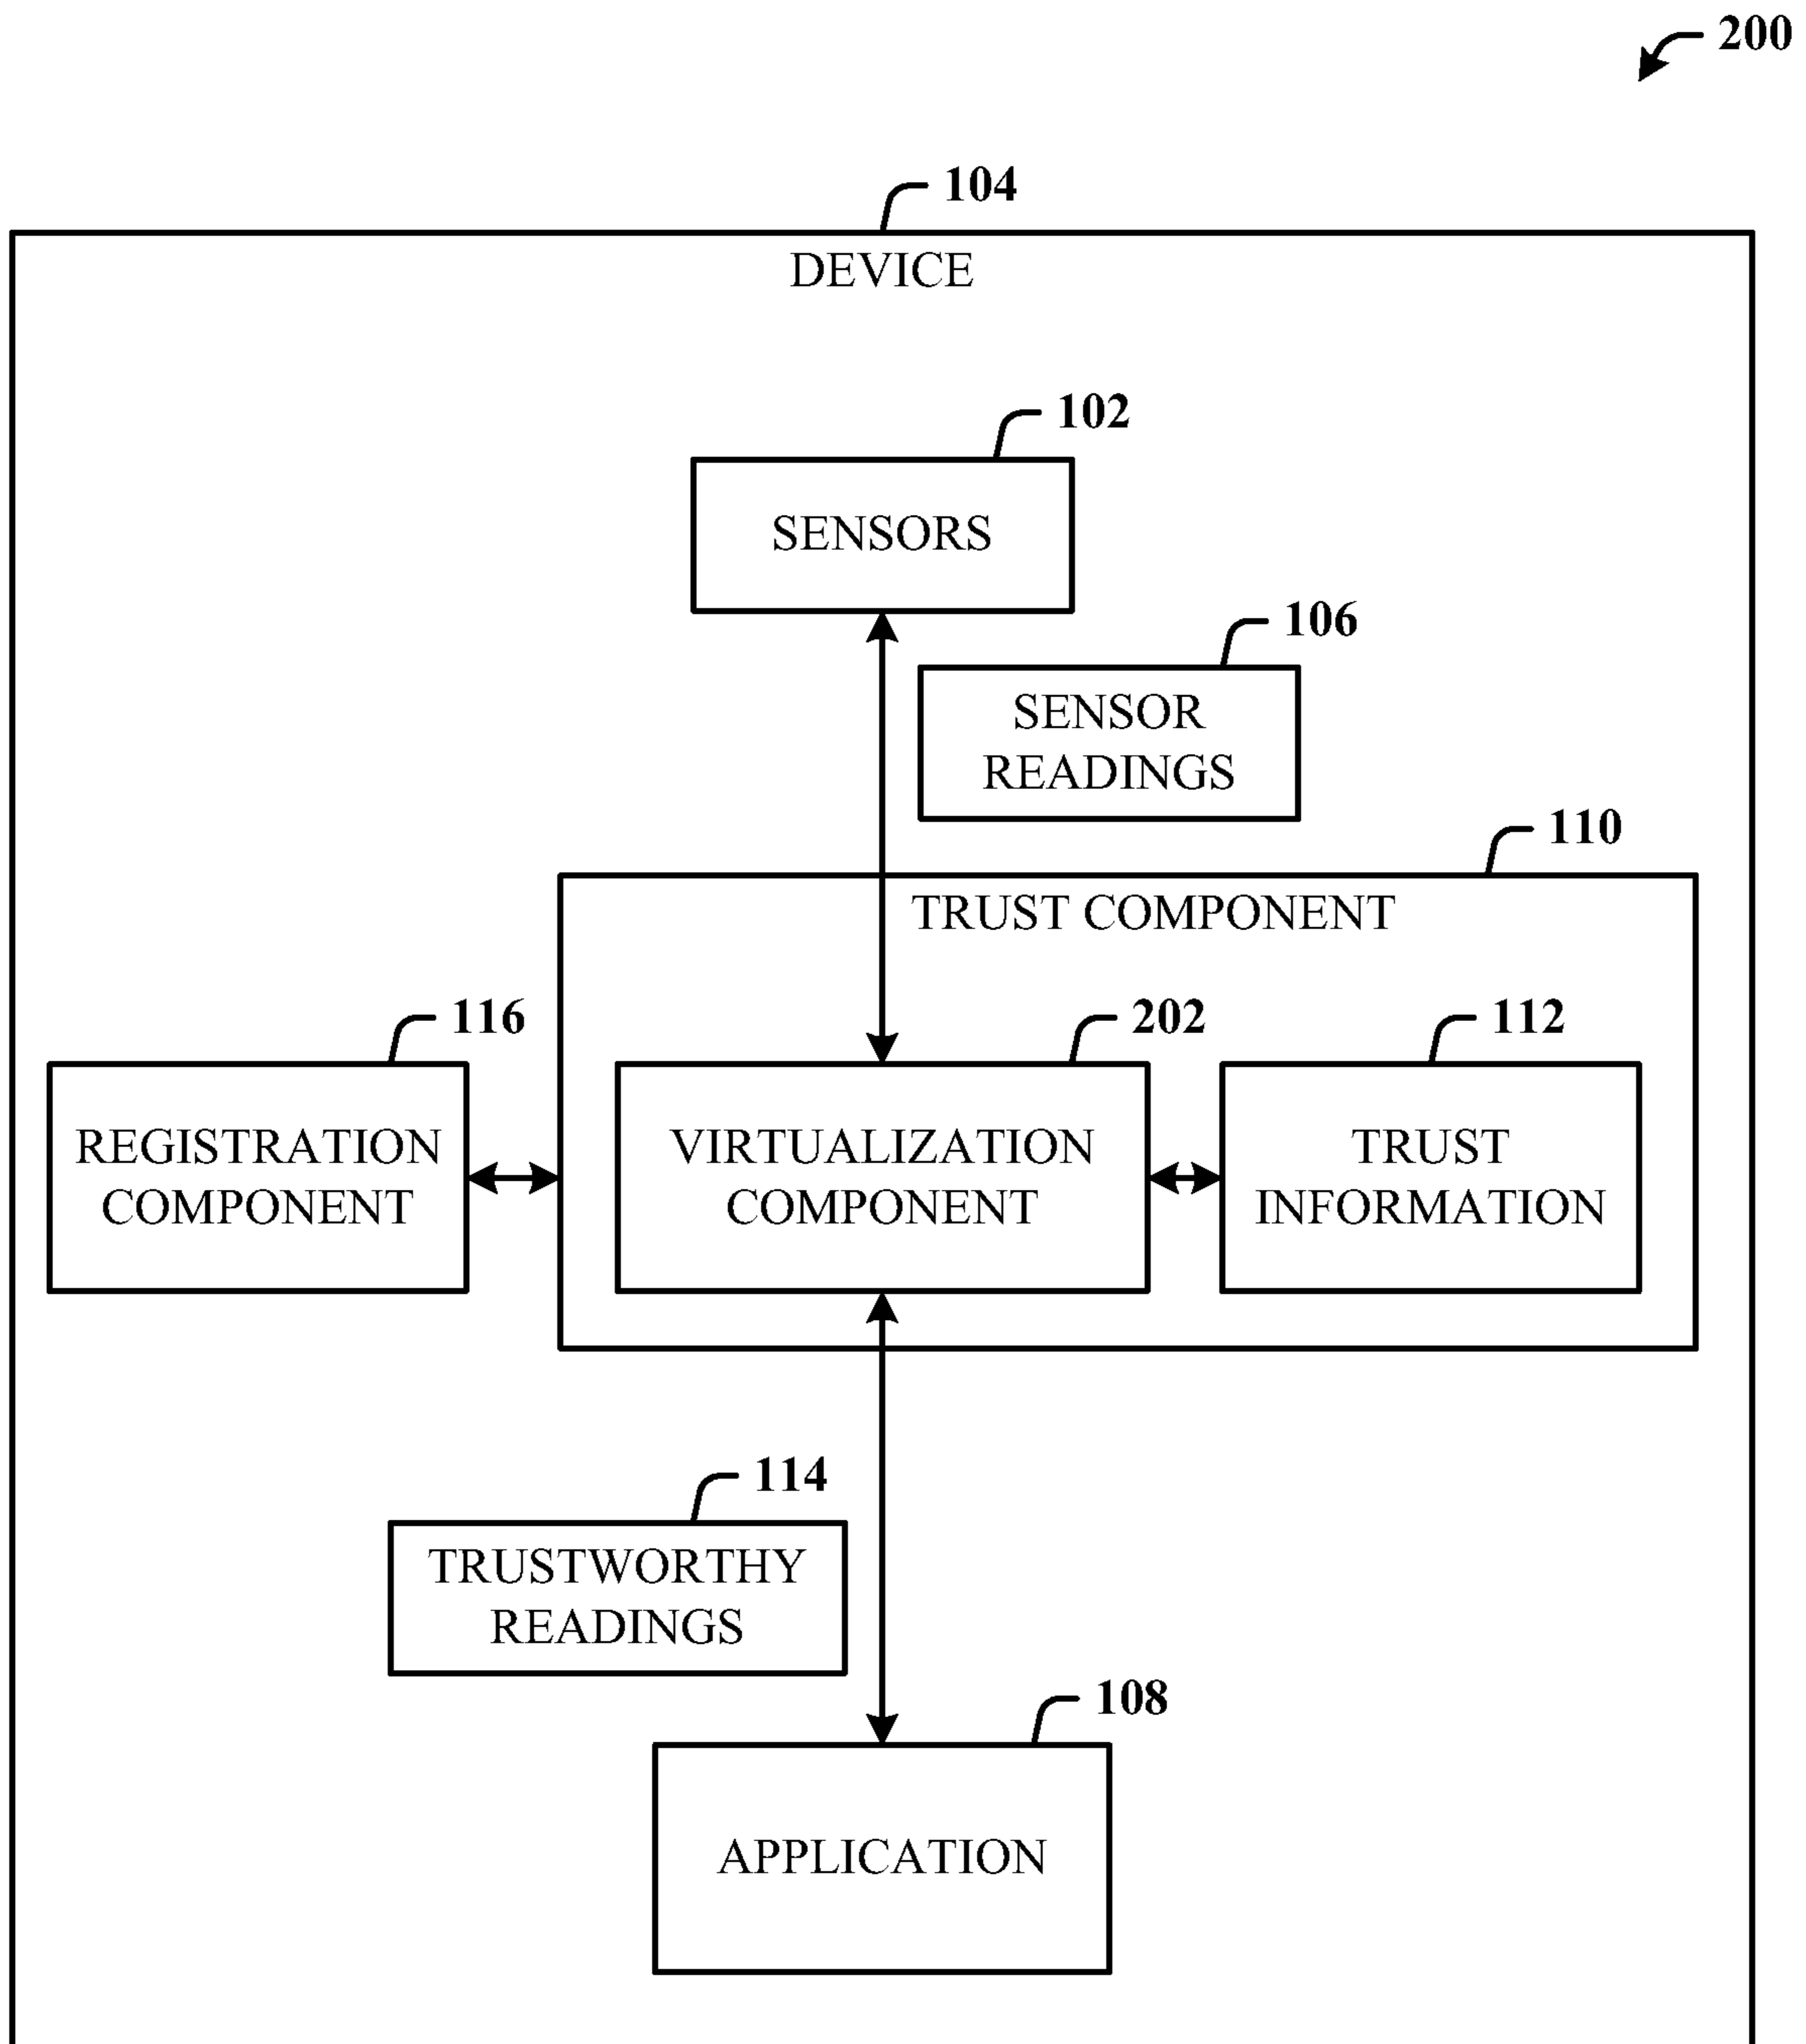 200
104
DEVICE
102
SENSORS
106
SENSOR
READINGS
110
TRUST COMPONENT
116
202
112
REGISTRATION
COMPONENT
VIRTUALIZATION
COMPONENT
TRUST
INFORMATION
114
TRUSTWORTHY
READINGS
108
APPLICATION